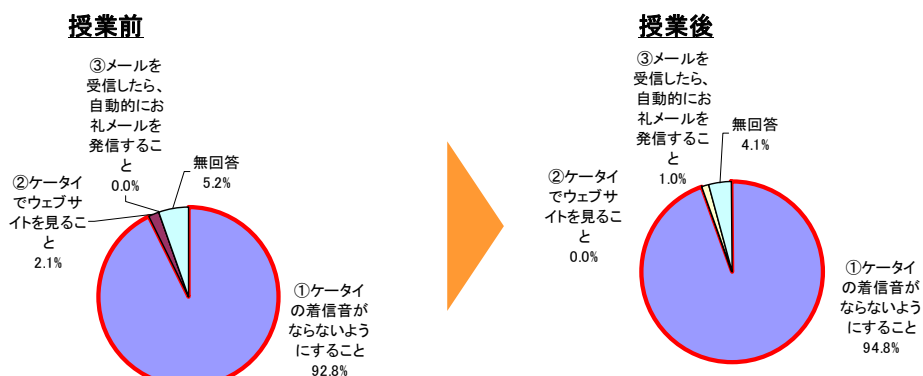 授業前
③メールを
受信したら、
自動的にお
礼メールを
発信するこ
と
0.0%
無回答
5.2%
②ケータイ
でウェブサ
イトを見るこ
と
2.1%
①ケータイ
の着信音が
ならないよう
にすること
92.8%
授業後
③メールを
受信したら、
自動的にお
礼メールを
発信するこ
と
1.0%
無回答
4.1%
②ケータイ
でウェブサ
イトを見るこ
と
0.0%
①ケータイ
の着信音が
ならないよう
にすること
94.8%